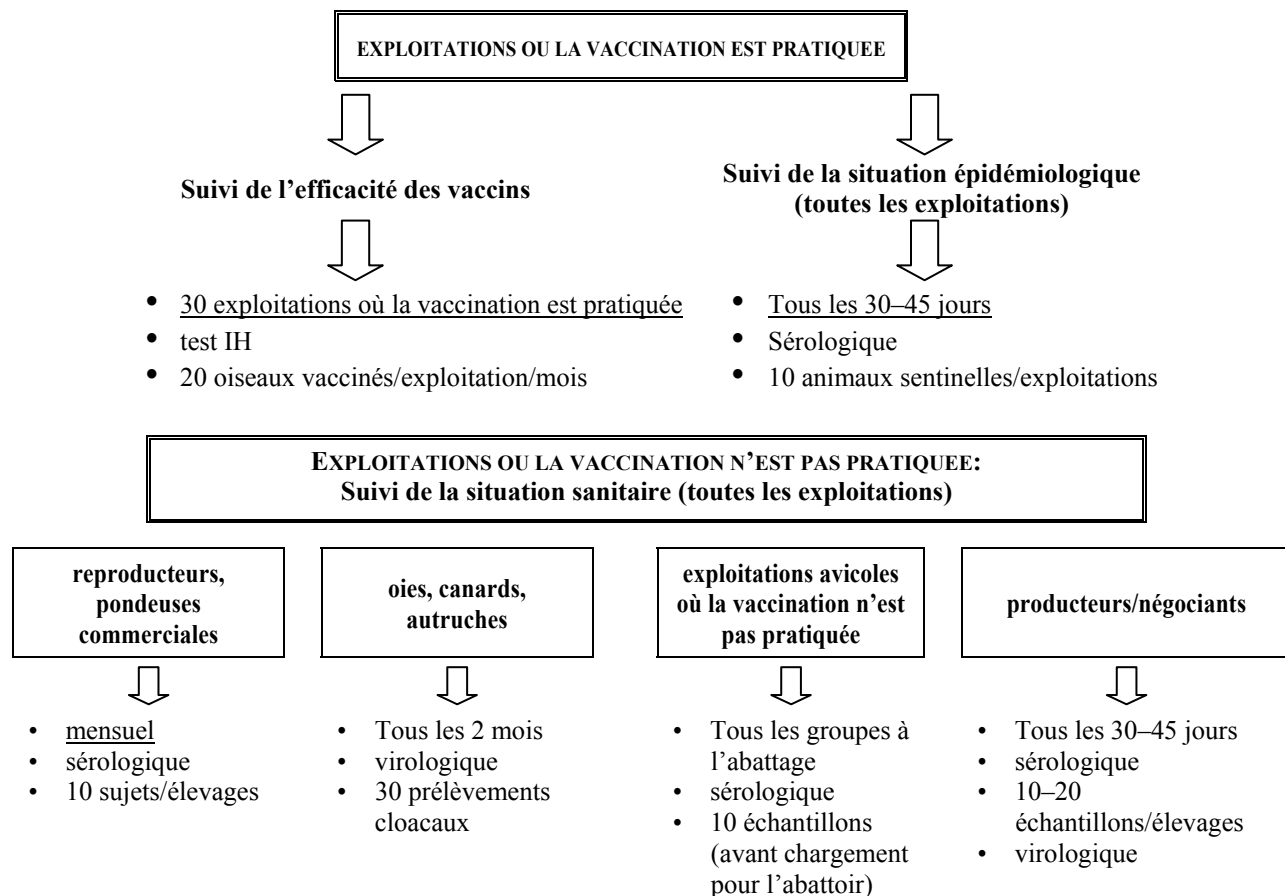 EXPLOITATIONS OU LA VACCINATION EST PRATIQUEE
Suivi de l’efficacité des vaccins
• 30 exploitations où la vaccination est pratiquée
• test IH
• 20 oiseaux vaccinés/exploitation/mois
Suivi de la situation épidémiologique
(toutes les exploitations)
• Tous les 30–45 jours
• Sérologique
• 10 animaux sentinelles/exploitations
EXPLOITATIONS OU LA VACCINATION N’EST PAS PRATIQUEE:
Suivi de la situation sanitaire (toutes les exploitations)
reproducteurs,
pondeuses
commerciales
• mensuel
• sérologique
• 10 sujets/élevages
oies, canards,
autruches
• Tous les 2 mois
• virologique
• 30 prélèvements
cloacaux
exploitations avicoles
où la vaccination n’est
pas pratiquée
• Tous les groupes à
l’abattage
• sérologique
• 10 échantillons
(avant chargement
pour l’abattoir)
producteurs/négociants
• Tous les 30–45 jours
• sérologique
• 10–20
échantillons/élevages
• virologique